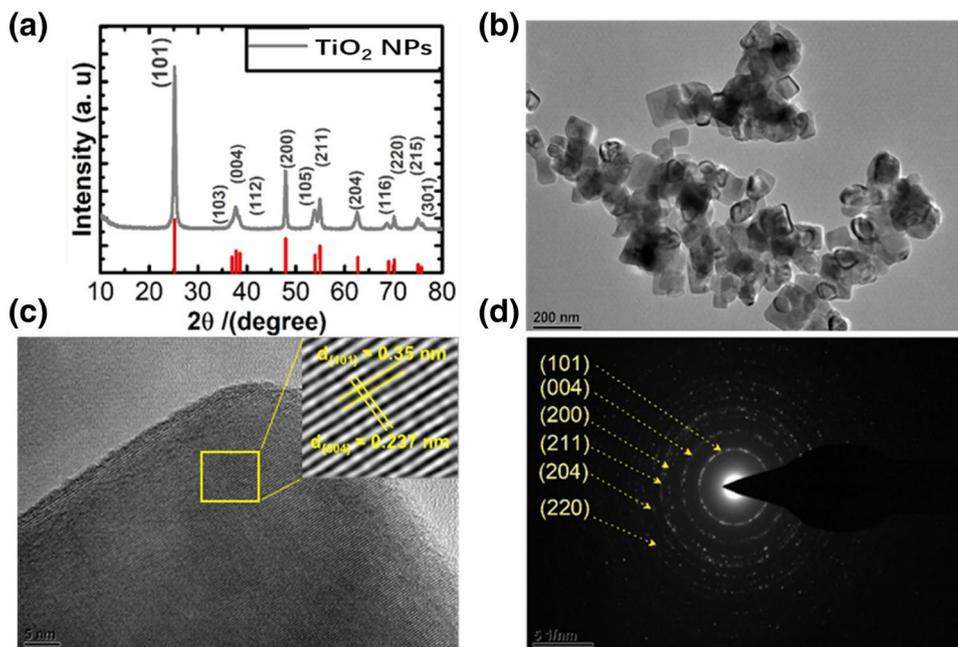 (a)
TiO₂ NPs
Intensity (a. u)
(101)
(103)
(004)
(112)
(200)
(105)
(211)
(204)
(116)
(220)
(215)
(301)
10 20 30 40 50 60 70 80
2θ /(degree)
(b)
200 nm
(c)
d(101) = 0.35 nm
d(004) = 0.237 nm
5 nm
(d)
(101)
(004)
(200)
(211)
(204)
(220)
5 1/nm